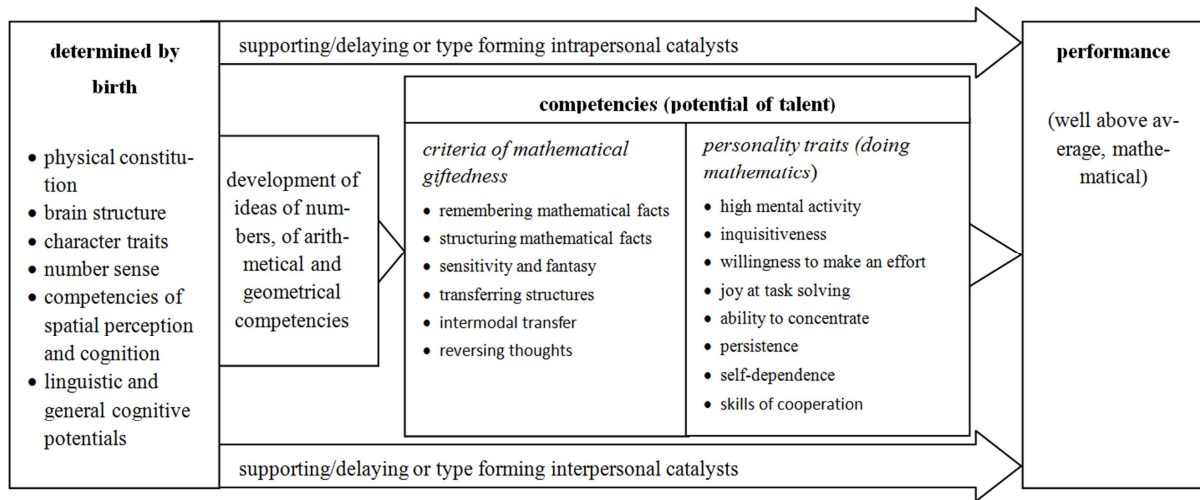 determined by
birth
• physical constitu-
tion
• brain structure
• character traits
• number sense
• competencies of
spatial perception
and cognition
• linguistic and
general cognitive
potentials
supporting/delaying or type forming intrapersonal catalysts
development of
ideas of num-
bers, of arith-
metical and
geometrical
competencies
competencies (potential of talent)
criteria of mathematical
giftedness
• remembering mathematical facts
• structuring mathematical facts
• sensitivity and fantasy
• transferring structures
• intermodal transfer
• reversing thoughts
personality traits (doing
mathematics)
• high mental activity
• inquisitiveness
• willingness to make an effort
• joy at task solving
• ability to concentrate
• persistence
• self-dependence
• skills of cooperation
supporting/delaying or type forming interpersonal catalysts
performance
(well above av-
erage, mathe-
matical)